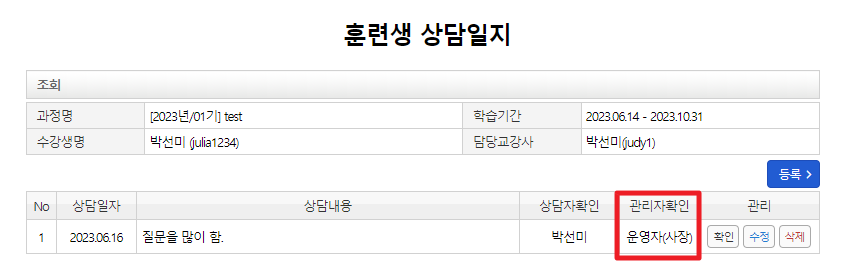 훈련생 상담일지
조회
과정명 [2023년/01기] test 학습기간 2023.06.14 - 2023.10.31
수강생명 박선미 (julia1234) 담당교강사 박선미(judy1)
등록 >
No 상담일자 상담내용 상담자확인 관리자확인 관리
1 2023.06.16 질문을 많이 함. 박선미 운영자(사장) 확인 수정 삭제